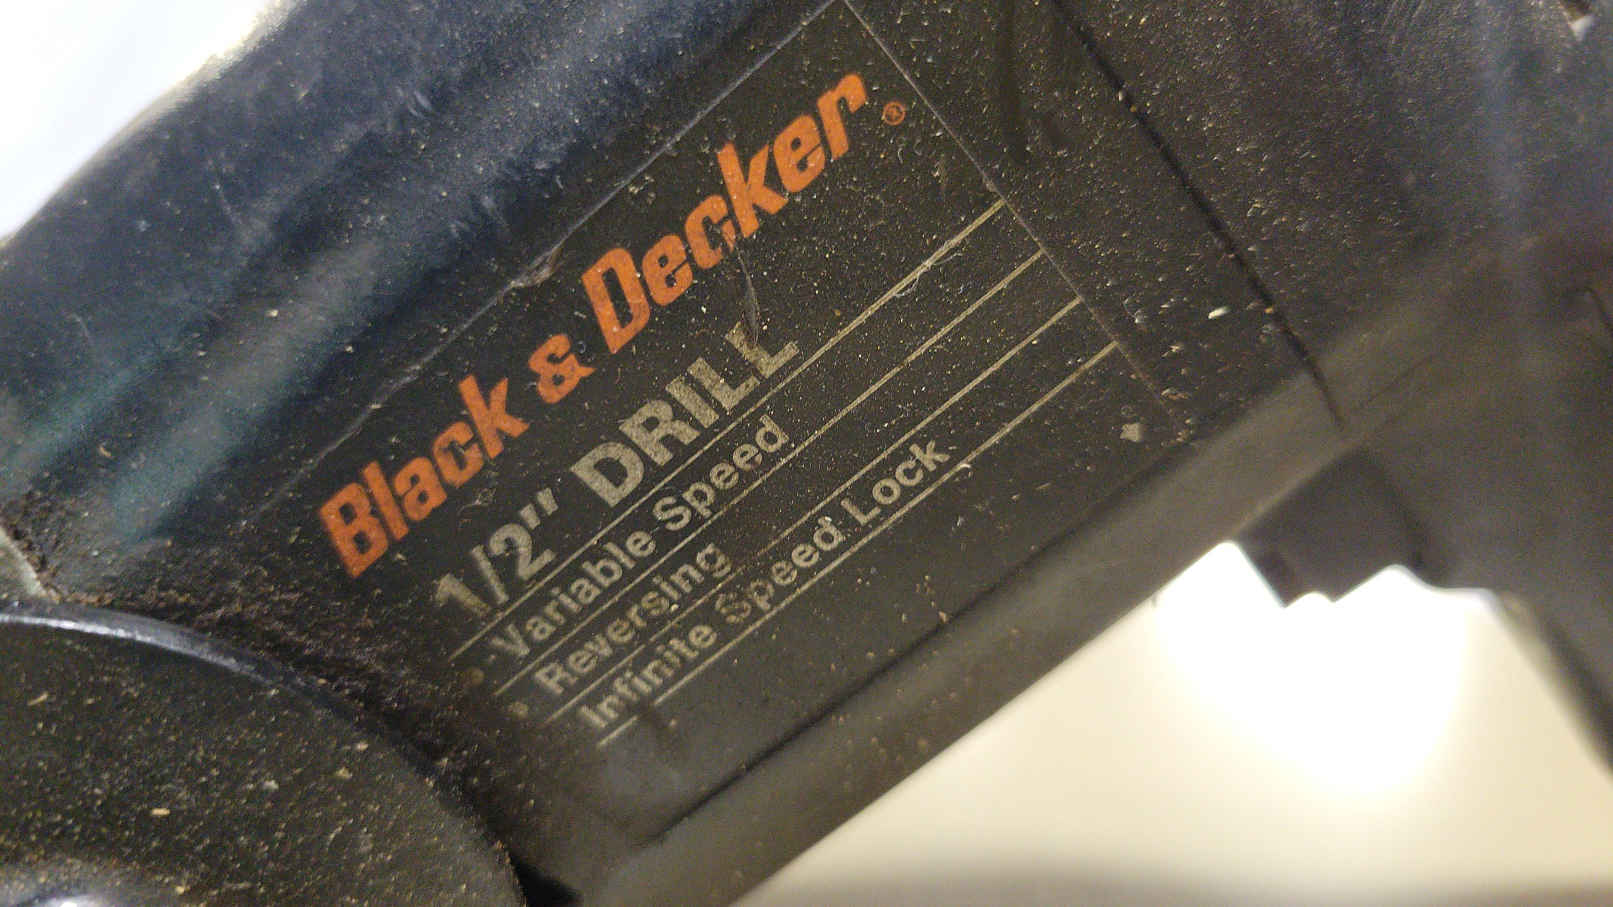 Black & Decker®
1/2" DRILL
• Variable Speed
• Reversing
Infinite Speed Lock